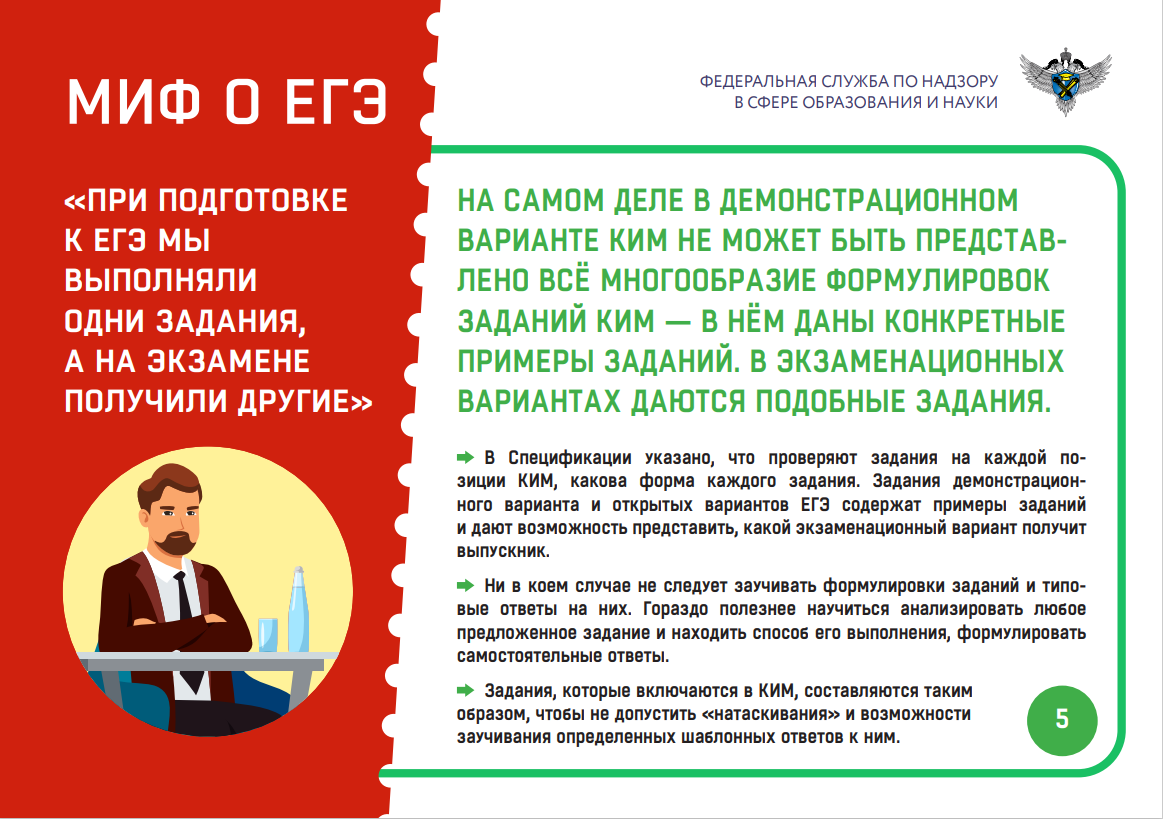 МИФ О ЕГЭ
«ПРИ ПОДГОТОВКЕ
К ЕГЭ МЫ
ВЫПОЛНЯЛИ
ОДНИ ЗАДАНИЯ,
А НА ЭКЗАМЕНЕ
ПОЛУЧИЛИ ДРУГИЕ»
ФЕДЕРАЛЬНАЯ СЛУЖБА ПО НАДЗОРУ
В СФЕРЕ ОБРАЗОВАНИЯ И НАУКИ
НА САМОМ ДЕЛЕ В ДЕМОНСТРАЦИОННОМ
ВАРИАНТЕ КИМ НЕ МОЖЕТ БЫТЬ ПРЕДСТАВ-
ЛЕНО ВСЁ МНОГООБРАЗИЕ ФОРМУЛИРОВОК
ЗАДАНИЙ КИМ — В НЁМ ДАНЫ КОНКРЕТНЫЕ
ПРИМЕРЫ ЗАДАНИЙ. В ЭКЗАМЕНАЦИОННЫХ
ВАРИАНТАХ ДАЮТСЯ ПОДОБНЫЕ ЗАДАНИЯ.
В Спецификации указано, что проверяют задания на каждой по-
зиции КИМ, какова форма каждого задания. Задания демонстрацион-
ного варианта и открытых вариантов ЕГЭ содержат примеры заданий
и дают возможность представить, какой экзаменационный вариант получит
выпускник.
Ни в коем случае не следует заучивать формулировки заданий и типо-
вые ответы на них. Гораздо полезнее научиться анализировать любое
предложенное задание и находить способ его выполнения, формулировать
самостоятельные ответы.
Задания, которые включаются в КИМ, составляются таким
образом, чтобы не допустить «натаскивания» и возможности
заучивания определенных шаблонных ответов к ним.
5